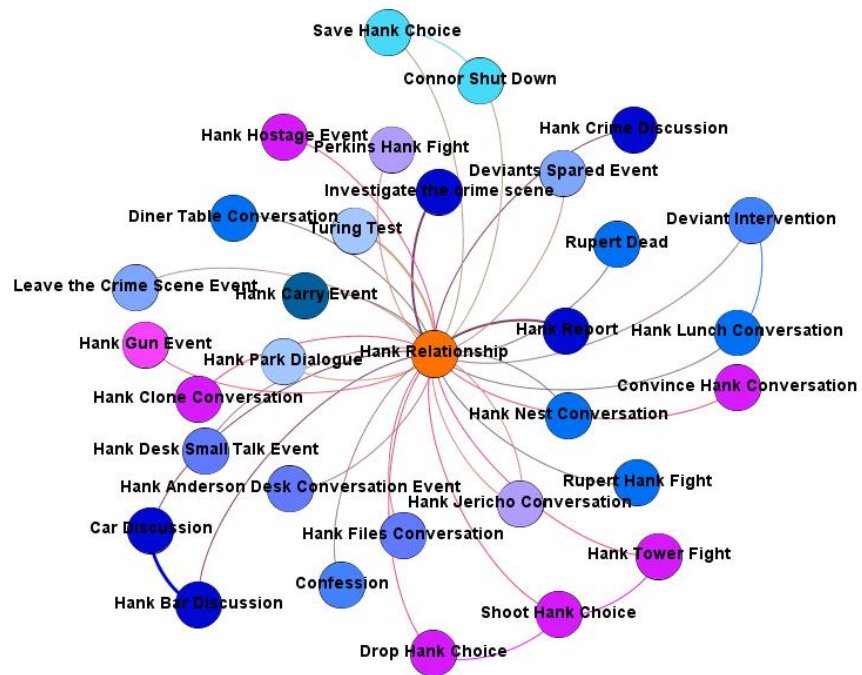 Save Hank Choice
Connor Shut Down
Hank Crime Discussion
Hank Hostage Event
Perkins Hank Fight
Deviants Spared Event
Investigate the crime scene
Diner Table Conversation
Deviant Intervention
Turing Test
Rupert Dead
Leave the Crime Scene Event
Hank Carry Event
Hank Report
Hank Lunch Conversation
Hank Gun Event
Hank Relationship
Hank Park Dialogue
Convince Hank Conversation
Hank Clone Conversation
Hank Nest Conversation
Hank Desk Small Talk Event
Rupert Hank Fight
Hank Anderson Desk Conversation Event
Hank Jericho Conversation
Car Discussion
Hank Files Conversation
Hank Tower Fight
Confession
Hank Bar Discussion
Shoot Hank Choice
Drop Hank Choice